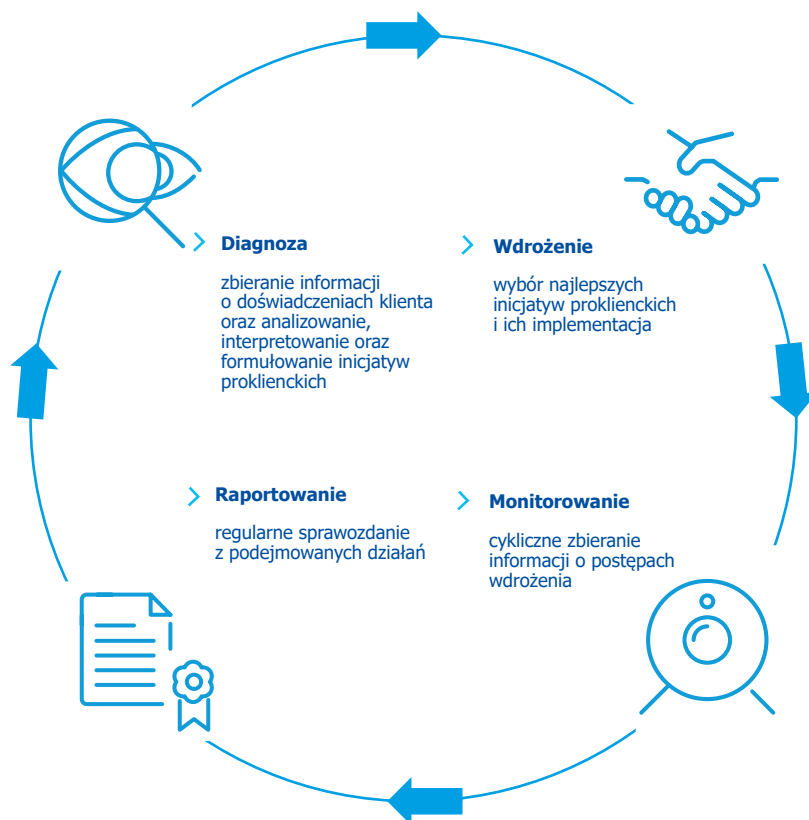 Diagnoza
zbieranie informacji
o doświadczeniach klienta
oraz analizowanie,
interpretowanie oraz
formułowanie inicjatyw
proklienckich
Wdrożenie
wybór najlepszych
inicjatyw proklienckich
i ich implementacja
Raportowanie
regularne sprawozdanie
z podejmowanych działań
Monitorowanie
cykliczne zbieranie
informacji o postępach
wdrożenia